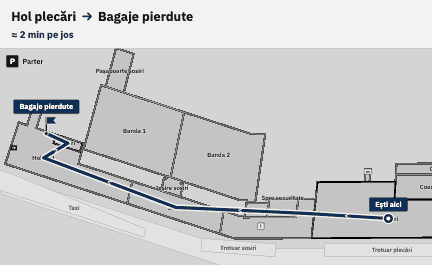 Hol plecări → Bagaje pierdute
≈ 2 min pe jos
P Parter
Pașapoarte sosiri
Bagaje pierdute
Banda 1
Banda 2
Ieșire sosiri
Spre securitate
Ești aici
Taxi
Trotuar sosiri
Trotuar plecări